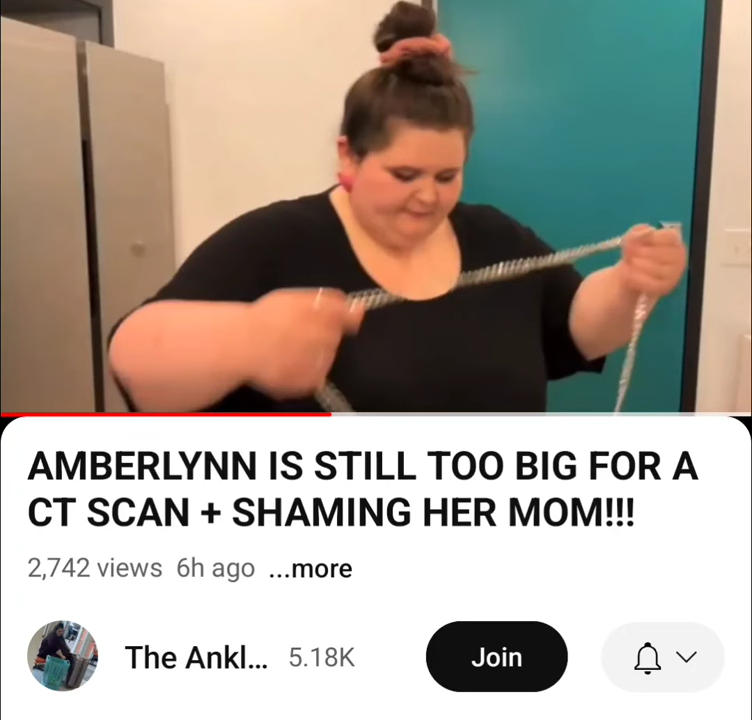 AMBERLYNN IS STILL TOO BIG FOR A
CT SCAN + SHAMING HER MOM!!!
2,742 views 6h ago ...more
The Ankl... 5.18K
Join